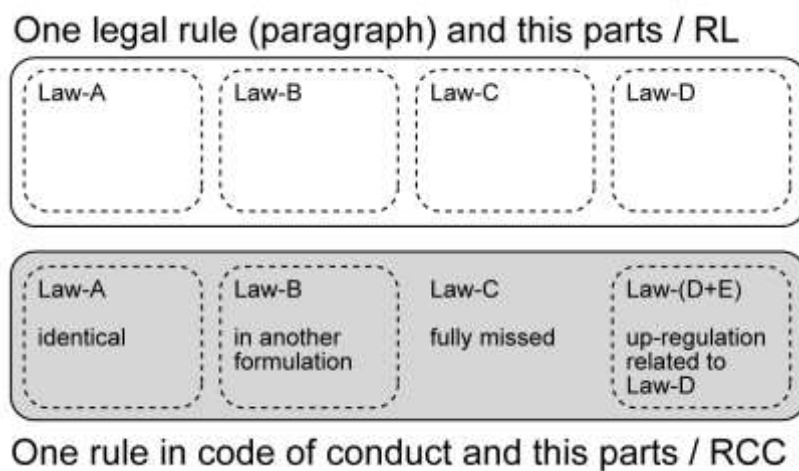 One legal rule (paragraph) and this parts / RL
Law-A
Law-B
Law-C
Law-D
Law-A
identical
Law-B
in another
formulation
Law-C
fully missed
Law-(D+E)
up-regulation
related to
Law-D
One rule in code of conduct and this parts / RCC